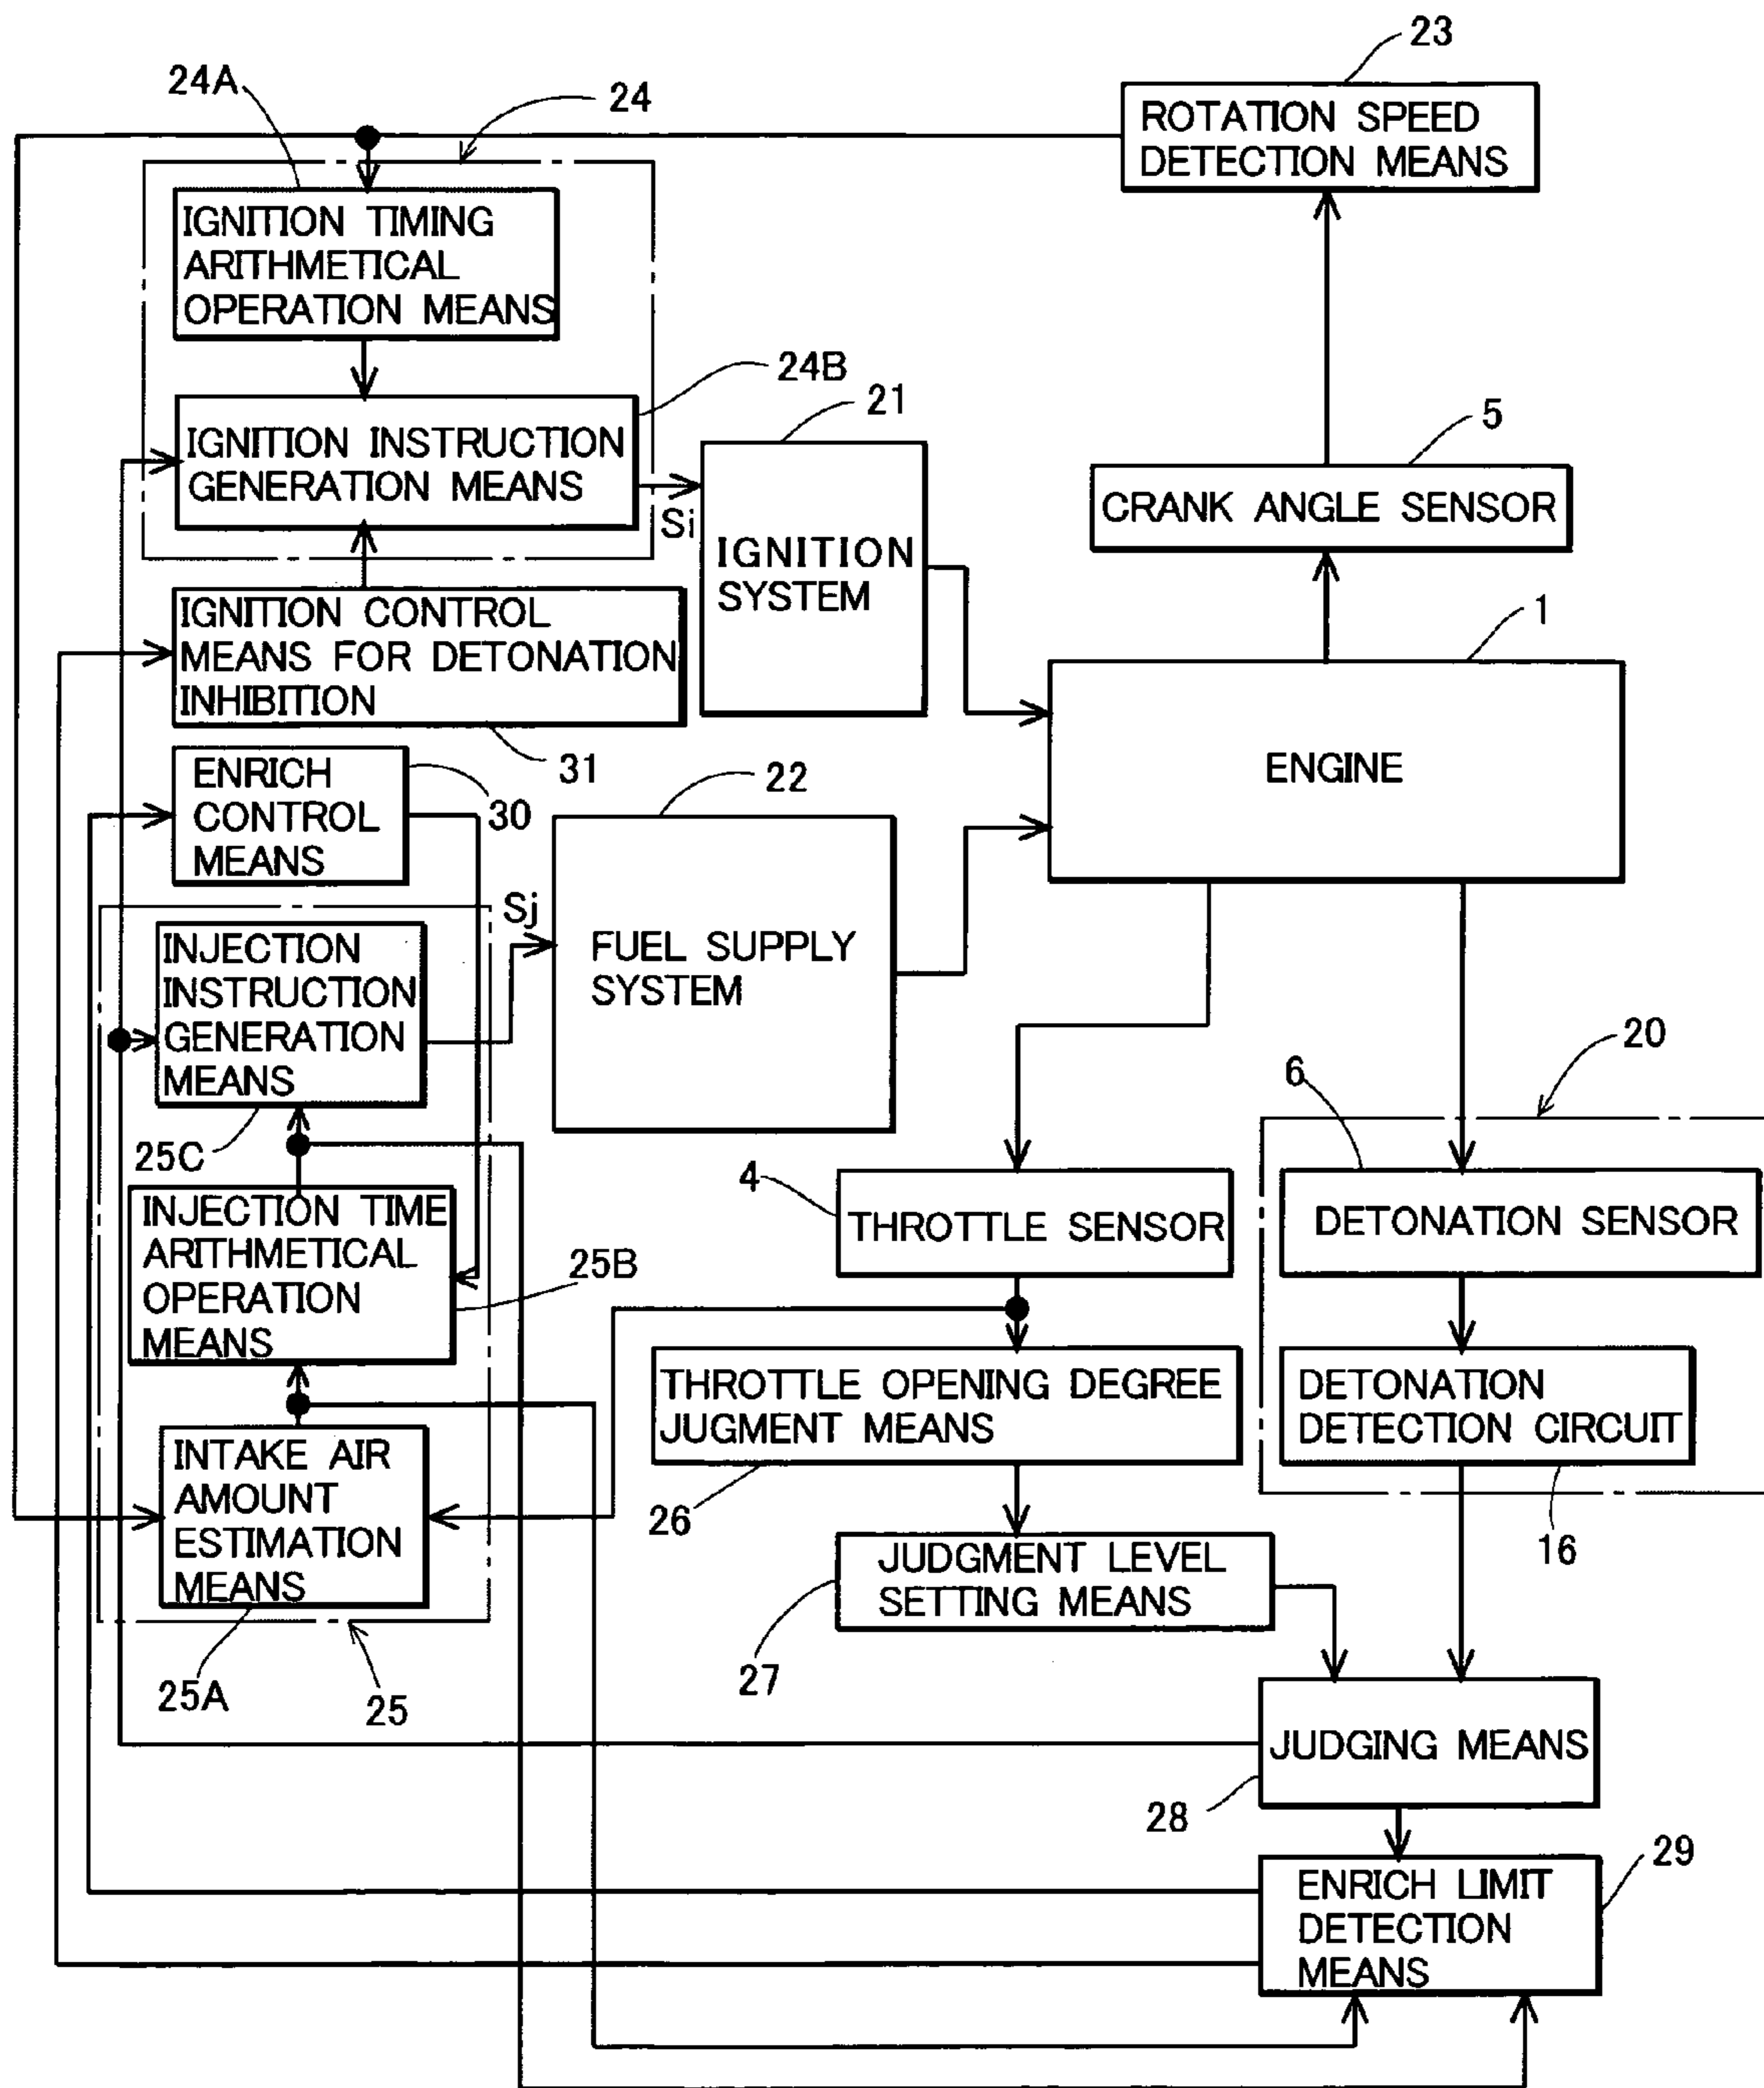 23
24A
24
ROTATION SPEED
DETECTION MEANS
IGNITION TIMING
ARITHMETICAL
OPERATION MEANS
24B
21
5
IGNITION INSTRUCTION
GENERATION MEANS
Si
CRANK ANGLE SENSOR
IGNITION
SYSTEM
1
IGNITION CONTROL
MEANS FOR DETONATION
INHIBITION
31
22
ENGINE
ENRICH
CONTROL
MEANS
30
Sj
INJECTION
INSTRUCTION
GENERATION
MEANS
FUEL SUPPLY
SYSTEM
20
6
25C
4
THROTTLE SENSOR
DETONATION SENSOR
INJECTION TIME
ARITHMETICAL
OPERATION
MEANS
25B
THROTTLE OPENING DEGREE
JUGMENT MEANS
DETONATION
DETECTION CIRCUIT
INTAKE AIR
AMOUNT
ESTIMATION
MEANS
26
16
JUDGMENT LEVEL
SETTING MEANS
27
25A
25
JUDGING MEANS
28
29
ENRICH LIMIT
DETECTION
MEANS